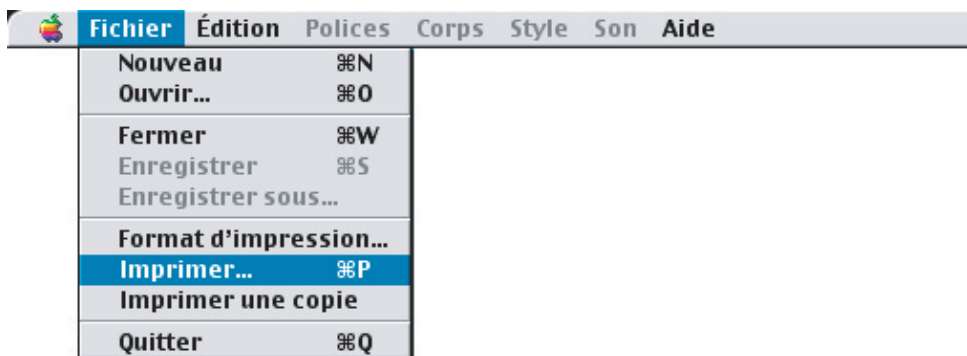 Fichier Édition Polices Corps Style Son Aide
Nouveau ⌘N
Ouvrir... ⌘O
Fermer ⌘W
Enregistrer ⌘S
Enregistrer sous...
Format d'impression...
Imprimer... ⌘P
Imprimer une copie
Quitter ⌘Q